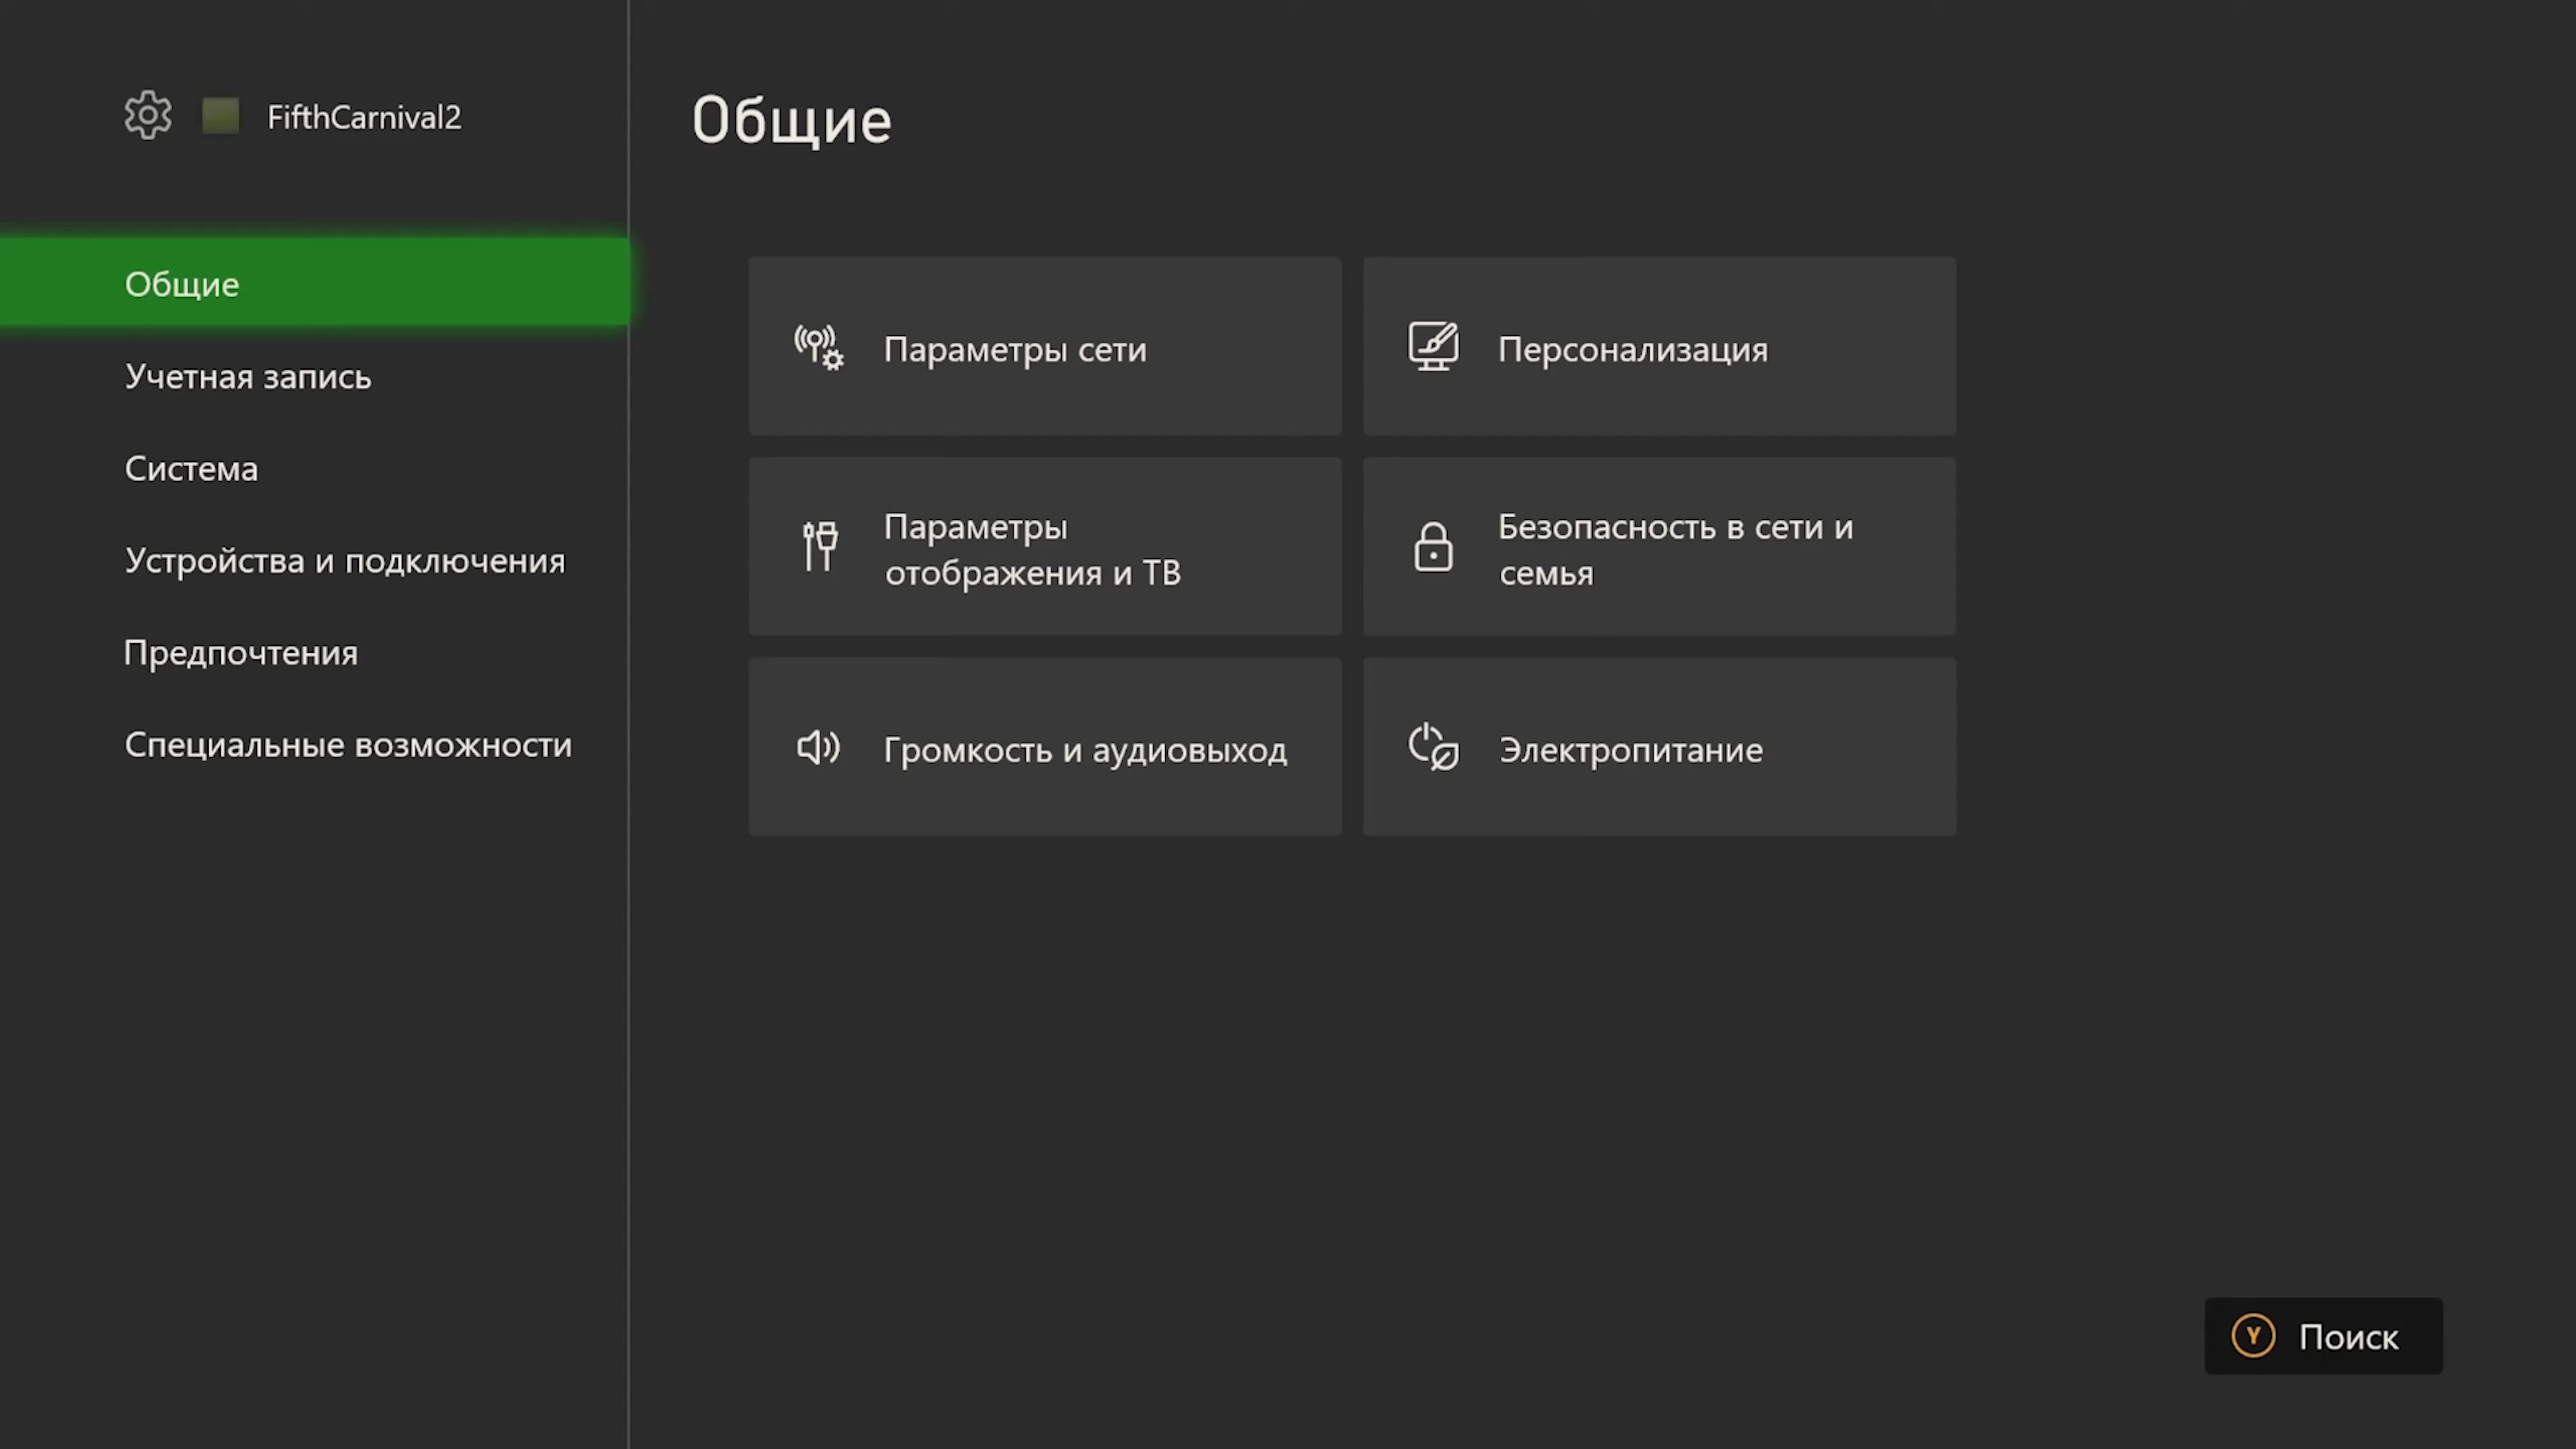 FifthCarnival2
Общие
Учетная запись
Система
Устройства и подключения
Предпочтения
Специальные возможности
Общие
Параметры сети
Персонализация
Параметры
отображения и ТВ
Безопасность в сети и
семья
Громкость и аудиовыход
Электропитание
Y Поиск